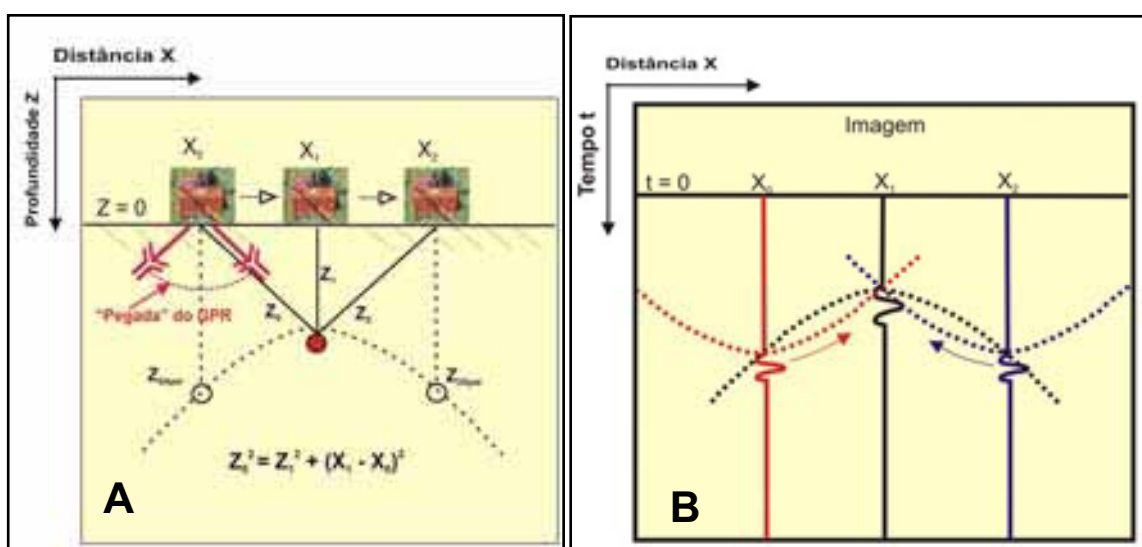 Distância X
Profundidade Z
X₀ X₁ X₂
Z = 0
Z₁
Z₀ Z₂
"Pegada" do GPR
Z₀² = Z₁² + (X₁ - X₀)²
A
Distância X
Tempo t
Imagem
t = 0 X₀ X₁ X₂
B